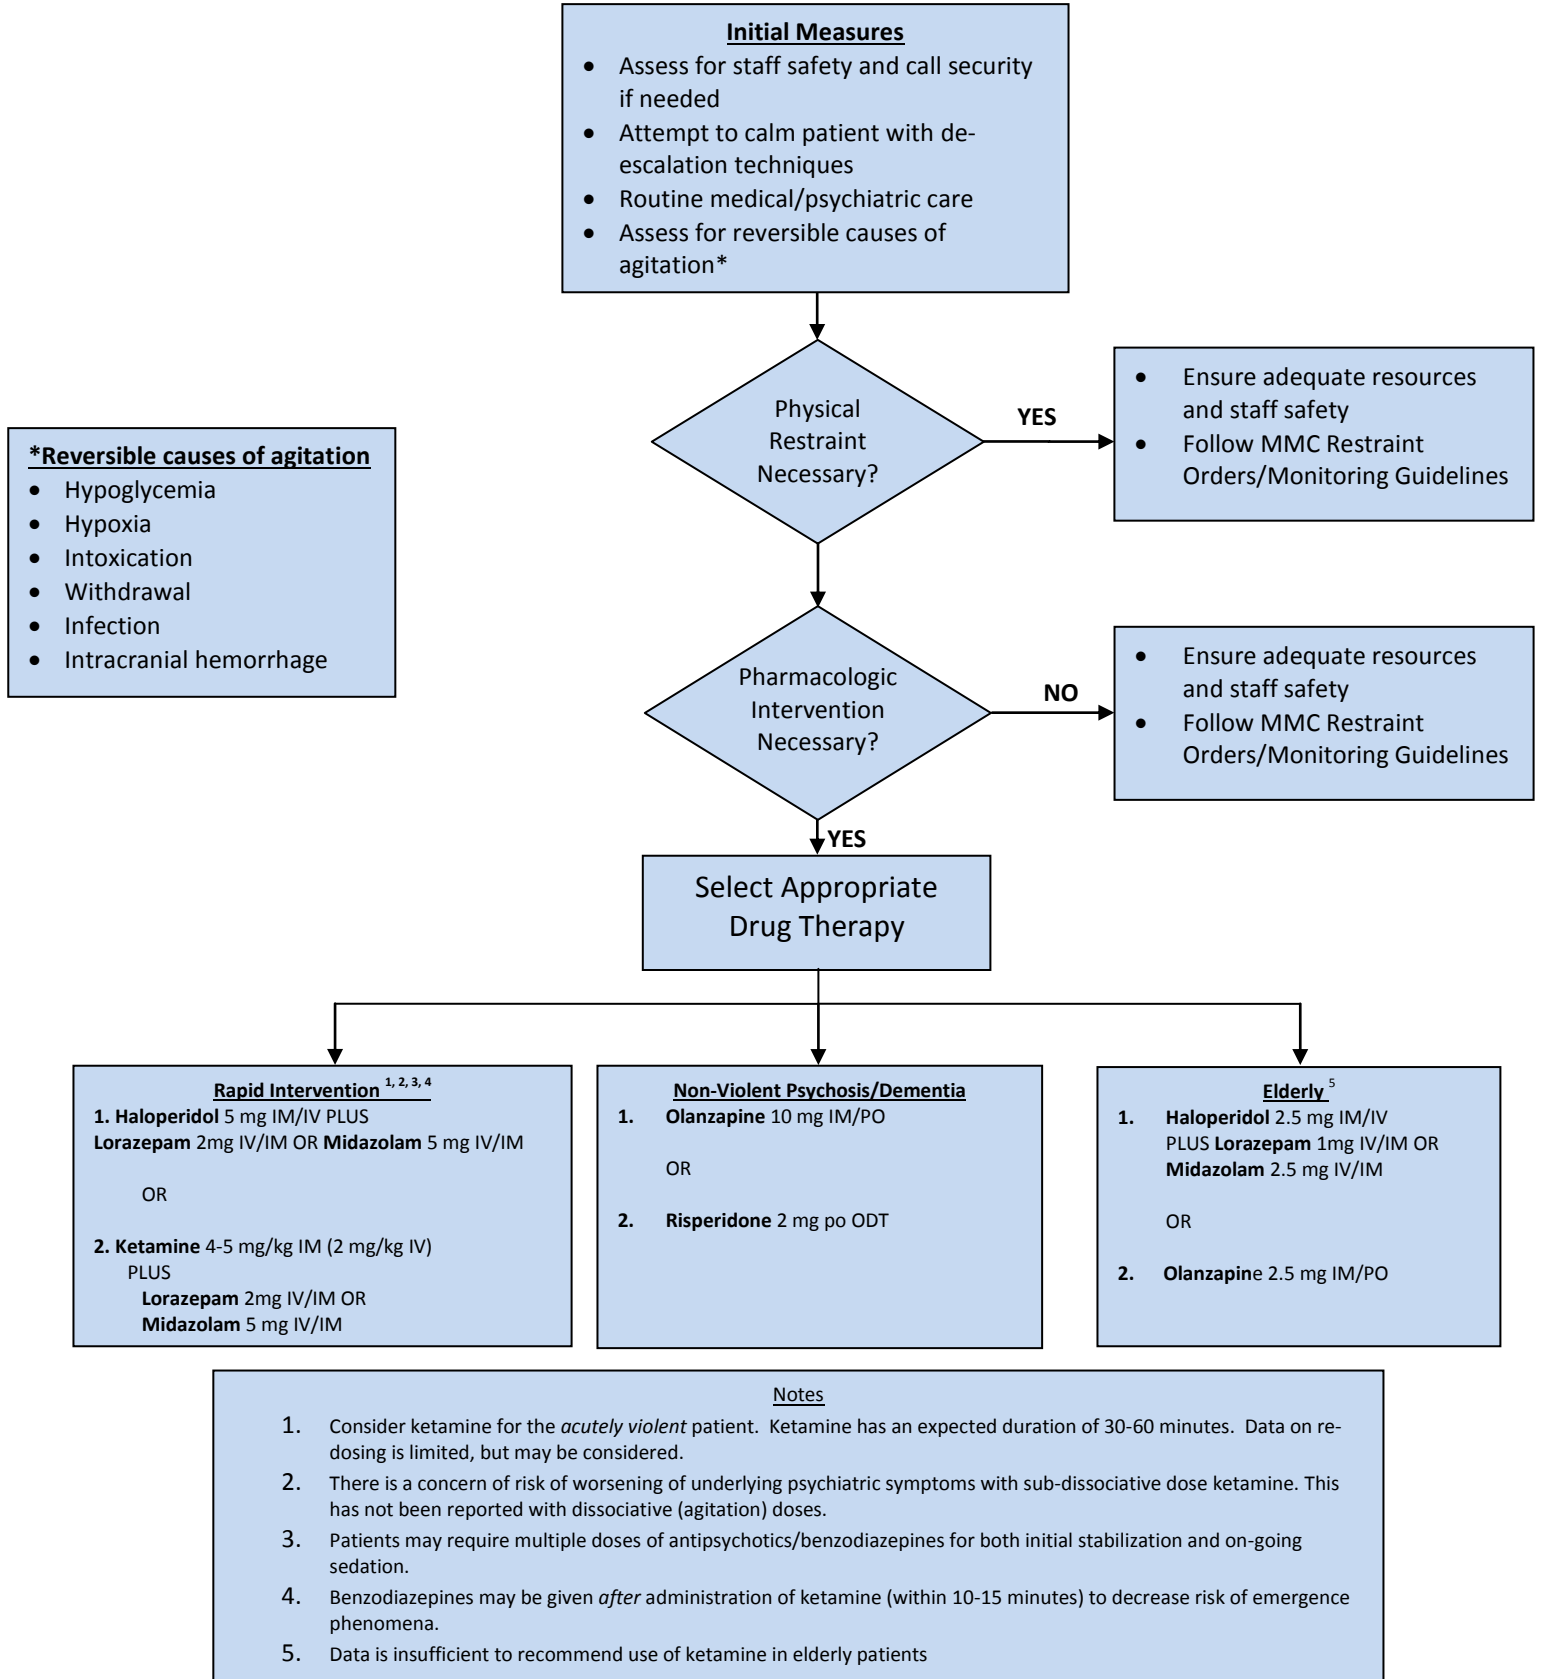 Initial Measures
• Assess for staff safety and call security
if needed
• Attempt to calm patient with de-
escalation techniques
• Routine medical/psychiatric care
• Assess for reversible causes of
agitation*
Physical
Restraint
Necessary?
YES
• Ensure adequate resources
and staff safety
• Follow MMC Restraint
Orders/Monitoring Guidelines
*Reversible causes of agitation
• Hypoglycemia
• Hypoxia
• Intoxication
• Withdrawal
• Infection
• Intracranial hemorrhage
Pharmacologic
Intervention
Necessary?
NO
• Ensure adequate resources
and staff safety
• Follow MMC Restraint
Orders/Monitoring Guidelines
YES
Select Appropriate
Drug Therapy
Rapid Intervention 1, 2, 3, 4
1. Haloperidol 5 mg IM/IV PLUS
Lorazepam 2mg IV/IM OR Midazolam 5 mg IV/IM
OR
2. Ketamine 4-5 mg/kg IM (2 mg/kg IV)
PLUS
Lorazepam 2mg IV/IM OR
Midazolam 5 mg IV/IM
Non-Violent Psychosis/Dementia
1. Olanzapine 10 mg IM/PO
OR
2. Risperidone 2 mg po ODT
Elderly 5
1. Haloperidol 2.5 mg IM/IV
PLUS Lorazepam 1mg IV/IM OR
Midazolam 2.5 mg IV/IM
OR
2. Olanzapine 2.5 mg IM/PO
Notes
1. Consider ketamine for the acutely violent patient. Ketamine has an expected duration of 30-60 minutes. Data on re-
dosing is limited, but may be considered.
2. There is a concern of risk of worsening of underlying psychiatric symptoms with sub-dissociative dose ketamine. This
has not been reported with dissociative (agitation) doses.
3. Patients may require multiple doses of antipsychotics/benzodiazepines for both initial stabilization and on-going
sedation.
4. Benzodiazepines may be given after administration of ketamine (within 10-15 minutes) to decrease risk of emergence
phenomena.
5. Data is insufficient to recommend use of ketamine in elderly patients